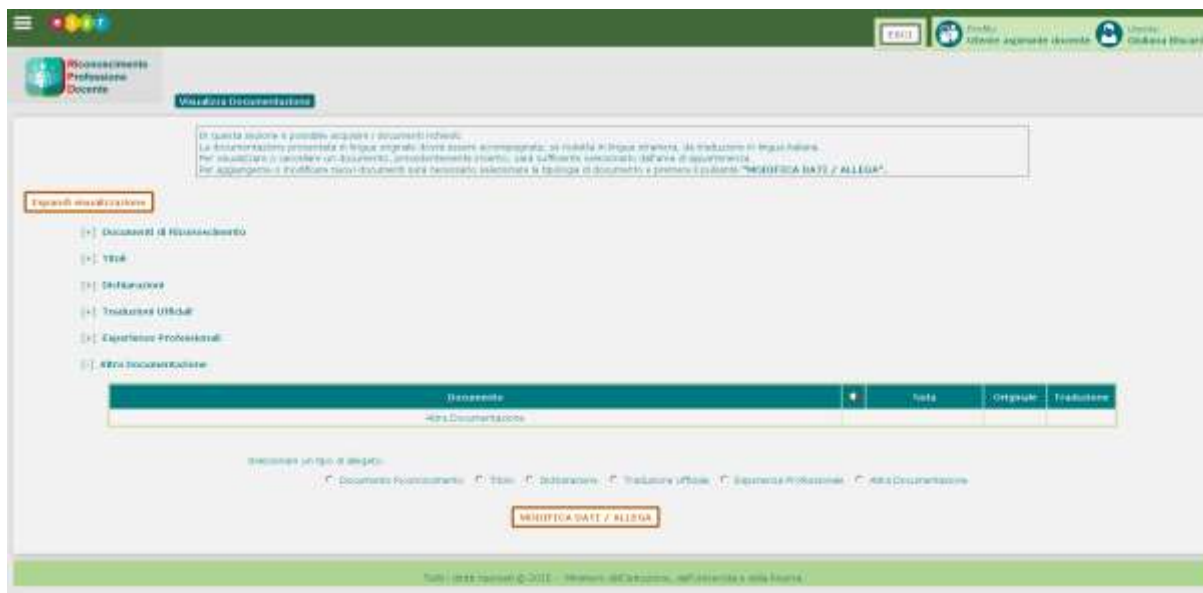 ESCI
Profilo:
Utente aspirante docente
Utente:
Giuliana
Riconoscimento
Professione
Docente
Visualizza Documentazione
In questa sezione è possibile acquisire i documenti richiesti.
La documentazione presentata in lingua originale dovrà essere accompagnata, se redatta in lingua straniera, da traduzione in lingua italiana.
Per visualizzare o cancellare un documento, precedentemente inserito, sarà sufficiente selezionarlo dall'area di appartenenza.
Per aggiungere o modificare nuovi documenti sarà necessario selezionare la tipologia di documento e premere il pulsante "MODIFICA DATI / ALLEGA".
Espandi visualizzazione
[+] Documenti di Riconoscimento
[+] Titoli
[+] Dichiarazioni
[+] Traduzioni Ufficiali
[+] Esperienze Professionali
[-] Altra Documentazione
Documento Nota Originale Traduzione
Altra Documentazione
Selezionare un tipo di allegato:
Documento Riconoscimento Titolo Dichiarazione Traduzione Ufficiale Esperienza Professionale Altra Documentazione
MODIFICA DATI / ALLEGA
Tutti i diritti riservati © - Ministero dell'Istruzione, dell'Università e della Ricerca